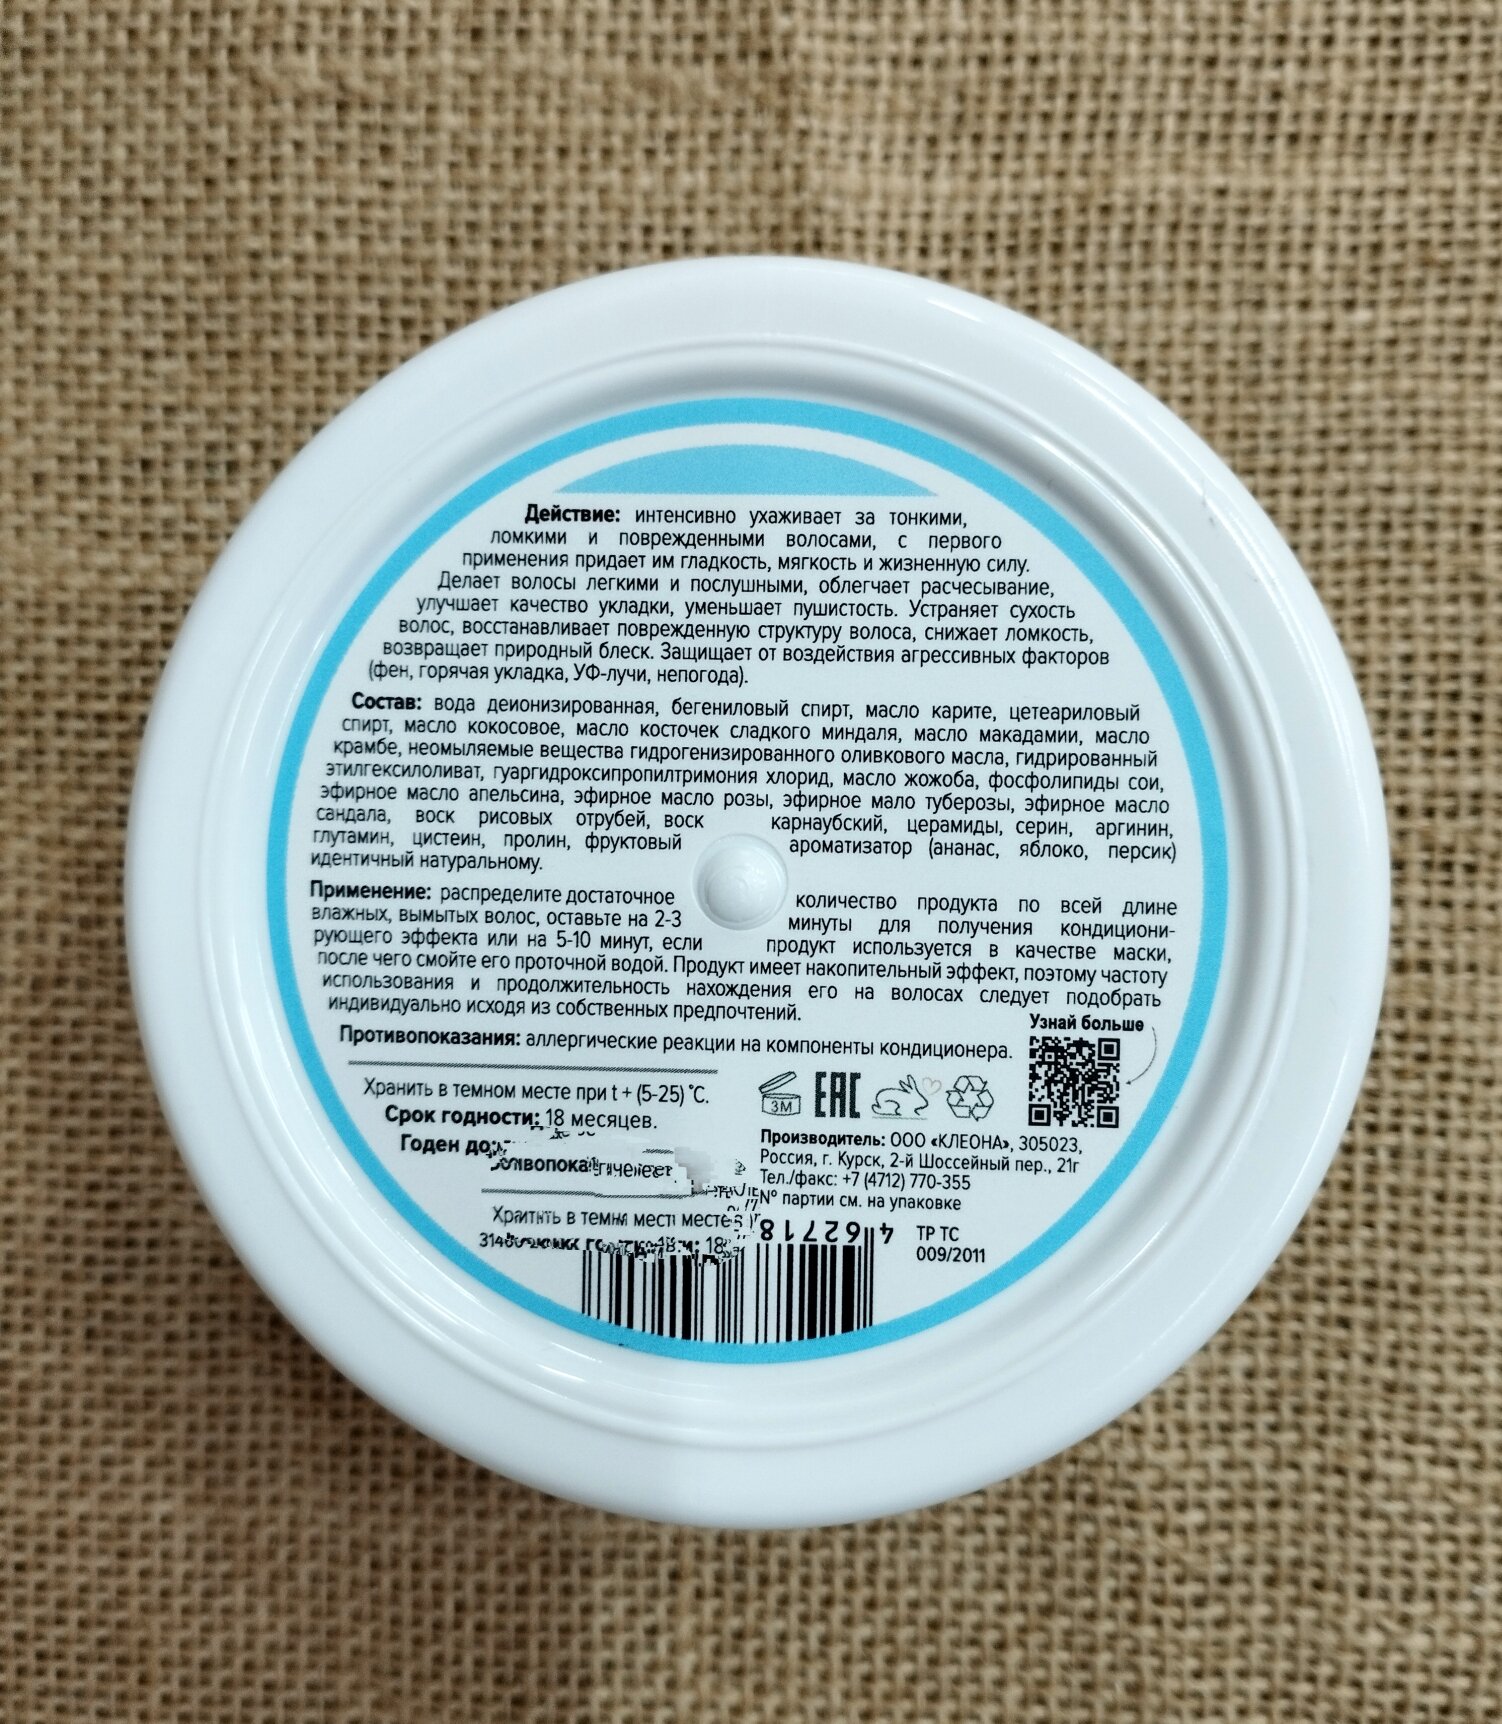 Действие: интенсивно ухаживает за тонкими,
ломкими и поврежденными волосами, с первого
применения придает им гладкость, мягкость и жизненную силу.
Делает волосы легкими и послушными, облегчает расчесывание,
улучшает качество укладки, уменьшает пушистость. Устраняет сухость
волос, восстанавливает поврежденную структуру волоса, снижает ломкость,
возвращает природный блеск. Защищает от воздействия агрессивных факторов
(фен, горячая укладка, УФ-лучи, непогода).
Состав: вода деионизированная, бегениловый спирт, масло карите, цетеариловый
спирт, масло кокосовое, масло косточек сладкого миндаля, масло макадамии, масло
крамбе, неомыляемые вещества гидрогенизированного оливкового масла, гидрированный
этилгексилоливат, гуаргидроксипропилтримония хлорид, масло жожоба, фосфолипиды сои,
эфирное масло апельсина, эфирное масло розы, эфирное мало туберозы, эфирное масло
сандала, воск рисовых отрубей, воск карнаубский, церамиды, серин, аргинин,
глутамин, цистеин, пролин, фруктовый ароматизатор (ананас, яблоко, персик)
идентичный натуральному.
Применение: распределите достаточное количество продукта по всей длине
влажных, вымытых волос, оставьте на 2-3 минуты для получения кондициони-
рующего эффекта или на 5-10 минут, если продукт используется в качестве маски,
после чего смойте его проточной водой. Продукт имеет накопительный эффект, поэтому частоту
использования и продолжительность нахождения его на волосах следует подобрать
индивидуально исходя из собственных предпочтений.
Узнай больше
Противопоказания: аллергические реакции на компоненты кондиционера.
Хранить в темном месте при t + (5-25) °C.
Срок годности: 18 месяцев.
Годен до:
3М
EAC
Производитель: ООО «КЛЕОНА», 305023,
Россия, г. Курск, 2-й Шоссейный пер., 21г
Тел./факс: +7 (4712) 770-355
№ партии см. на упаковке
4 62718
ТР ТС
009/2011